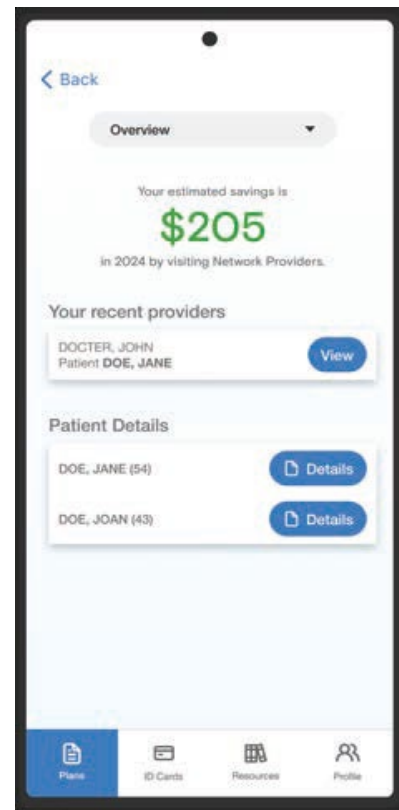 Back
Overview
Your estimated savings is
$205
in 2024 by visiting Network Providers.
Your recent providers
DOCTER, JOHN
Patient DOE, JANE
View
Patient Details
DOE, JANE (54)
Details
DOE, JOAN (43)
Details
Plans
ID Cards
Resources
Profile